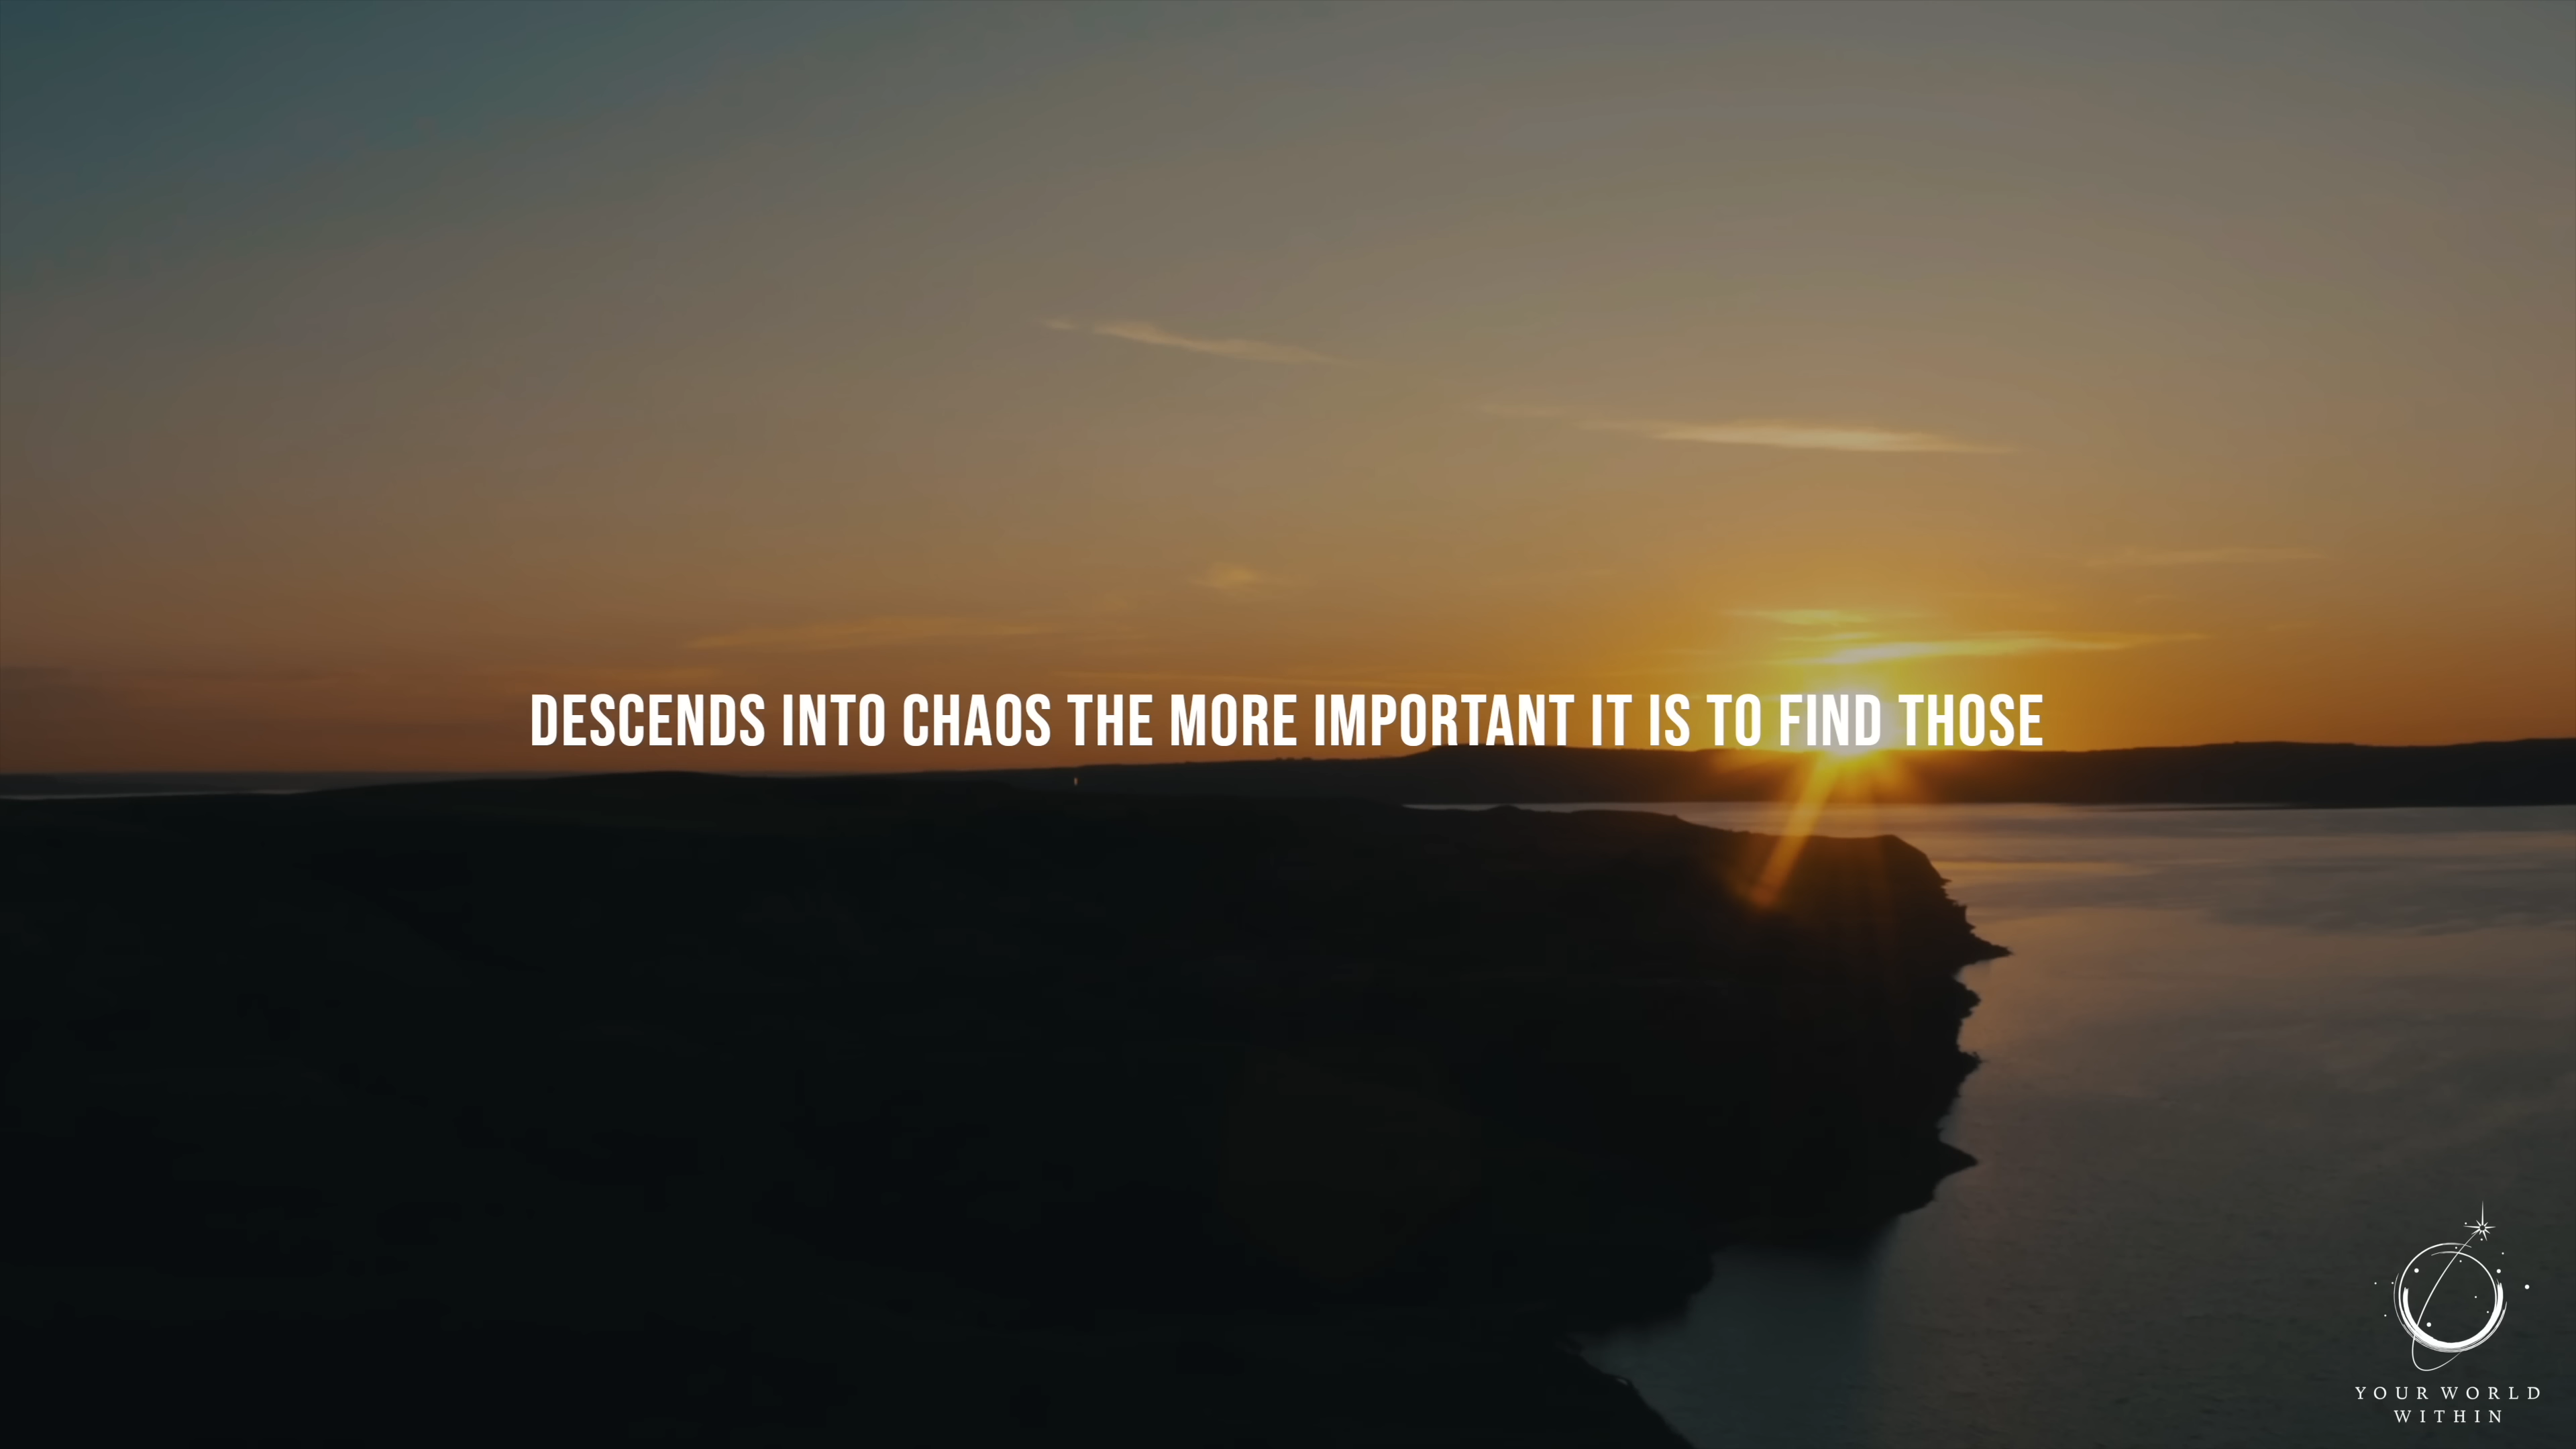 DESCENDS INTO CHAOS THE MORE IMPORTANT IT IS TO FIND THOSE
YOUR WORLD
WITHIN